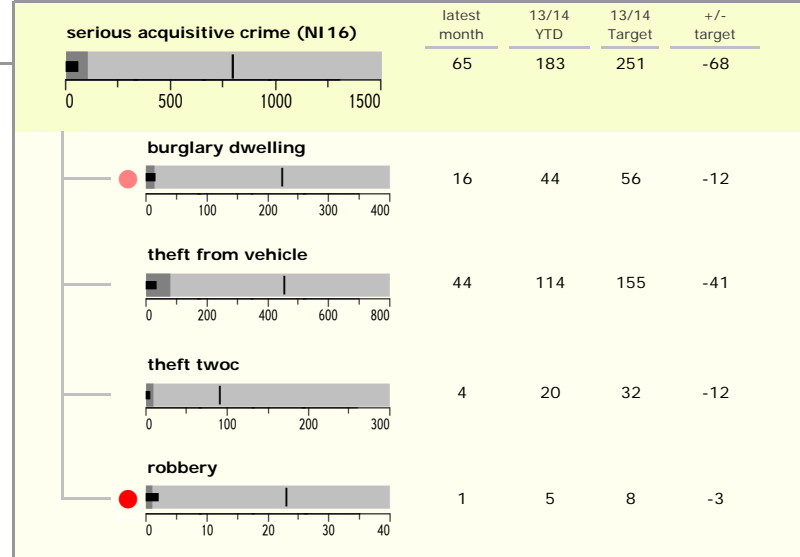 latest 13/14 13/14 +/-
month YTD Target target
serious acquisitive crime (NI16)
65 183 251 -68
0 500 1000 1500
burglary dwelling
16 44 56 -12
0 100 200 300 400
theft from vehicle
44 114 155 -41
0 200 400 600 800
theft twoc
4 20 32 -12
0 100 200 300
robbery
1 5 8 -3
0 10 20 30 40